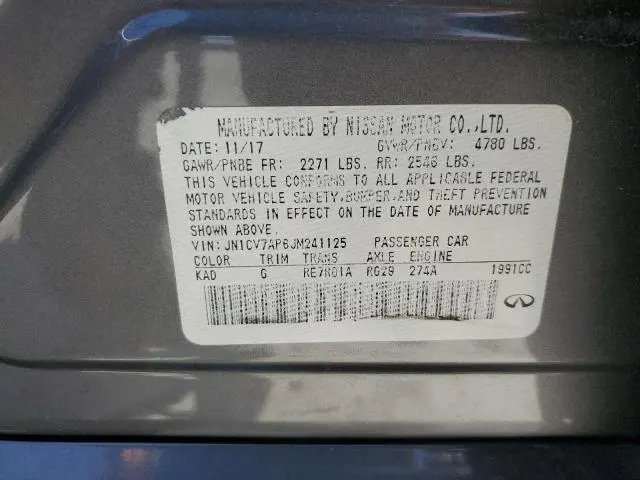 MANUFACTURED BY NISSAN MOTOR CO.,LTD.
DATE: 11/17 GVWR/PNBV: 4780 LBS.
GAWR/PNBE FR: 2271 LBS. RR: 2546 LBS.
THIS VEHICLE CONFORMS TO ALL APPLICABLE FEDERAL
MOTOR VEHICLE SAFETY,BUMPER,AND THEFT PREVENTION
STANDARDS IN EFFECT ON THE DATE OF MANUFACTURE
SHOWN ABOVE.
VIN: JN1CV7AP6JM241125 PASSENGER CAR
COLOR TRIM TRANS AXLE ENGINE
KAD G RE7R01A RG29 274A 1991CC